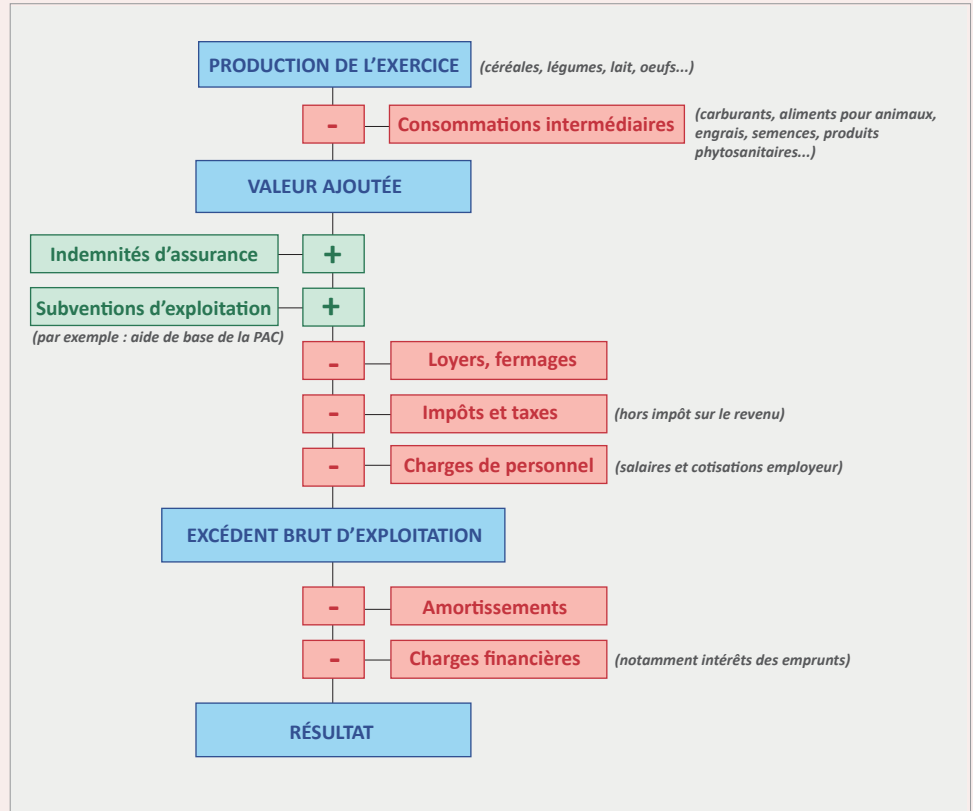 PRODUCTION DE L'EXERCICE (céréales, légumes, lait, oeufs...)
- Consommations intermédiaires (carburants, aliments pour animaux,
engrais, semences, produits
phytosanitaires...)
VALEUR AJOUTÉE
Indemnités d'assurance +
Subventions d'exploitation +
(par exemple : aide de base de la PAC)
- Loyers, fermages
- Impôts et taxes (hors impôt sur le revenu)
- Charges de personnel (salaires et cotisations employeur)
EXCÉDENT BRUT D'EXPLOITATION
- Amortissements
- Charges financières (notamment intérêts des emprunts)
RÉSULTAT